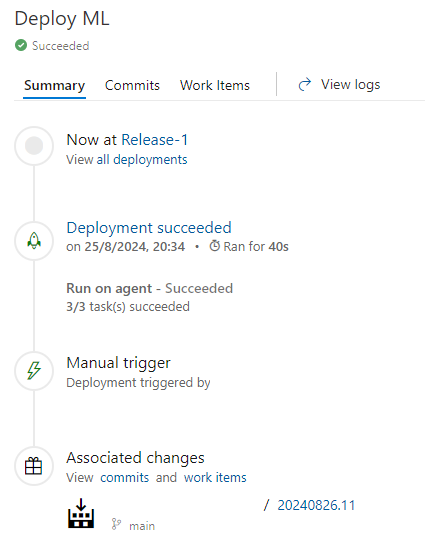 Deploy ML
Succeeded
Summary Commits Work Items View logs
Now at Release-1
View all deployments
Deployment succeeded
on 25/8/2024, 20:34 • Ran for 40s
Run on agent - Succeeded
3/3 task(s) succeeded
Manual trigger
Deployment triggered by
Associated changes
View commits and work items
/ 20240826.11
main